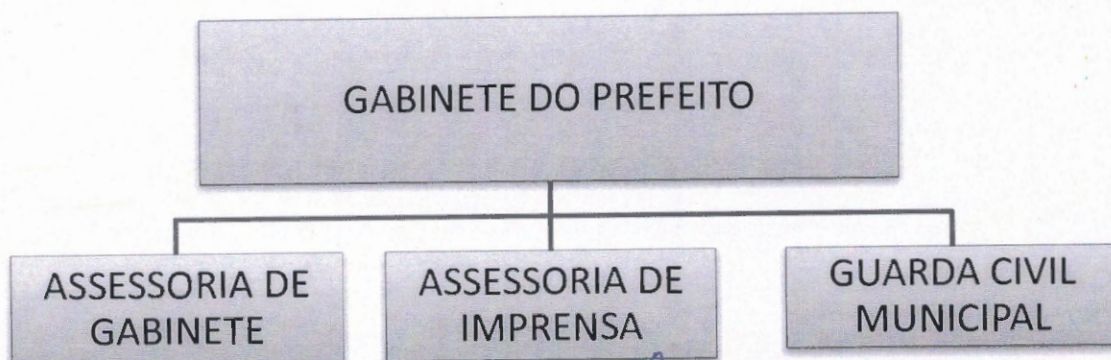 GABINETE DO PREFEITO
ASSESSORIA DE
GABINETE
ASSESSORIA DE
IMPRENSA
GUARDA CIVIL
MUNICIPAL